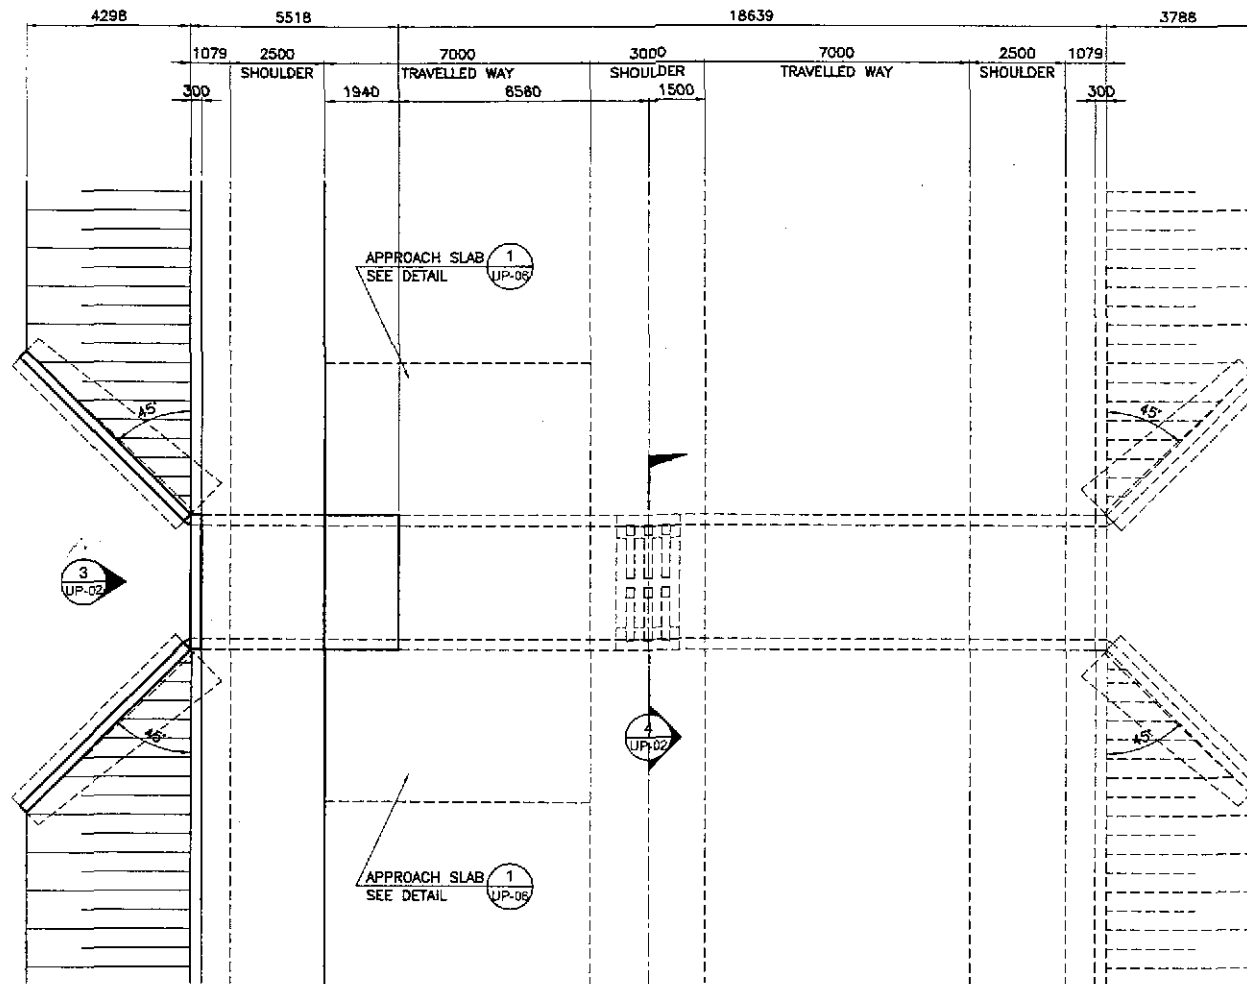 4298 5518 18639 3788
1079 2500 7000 3000 7000 2500 1079
SHOULDER TRAVELLED WAY SHOULDER TRAVELLED WAY SHOULDER
300 1940 6560 1500 300
APPROACH SLAB 1
SEE DETAIL UP-06
45° 45°
3
UP-02
4
UP-02
45° 45°
APPROACH SLAB 1
SEE DETAIL UP-06